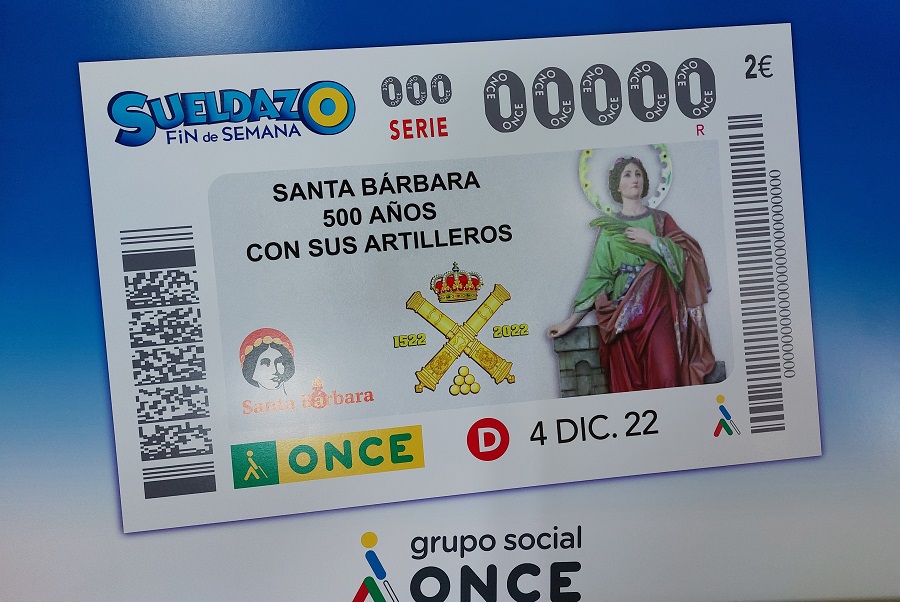 SUELDAZO
FiN de SEMANA
000
SERIE
00000
R
2€
SANTA BÁRBARA
500 AÑOS
CON SUS ARTILLEROS
1522
2022
Santa Bárbara
ONCE
D 4 DIC. 22
grupo social
ONCE